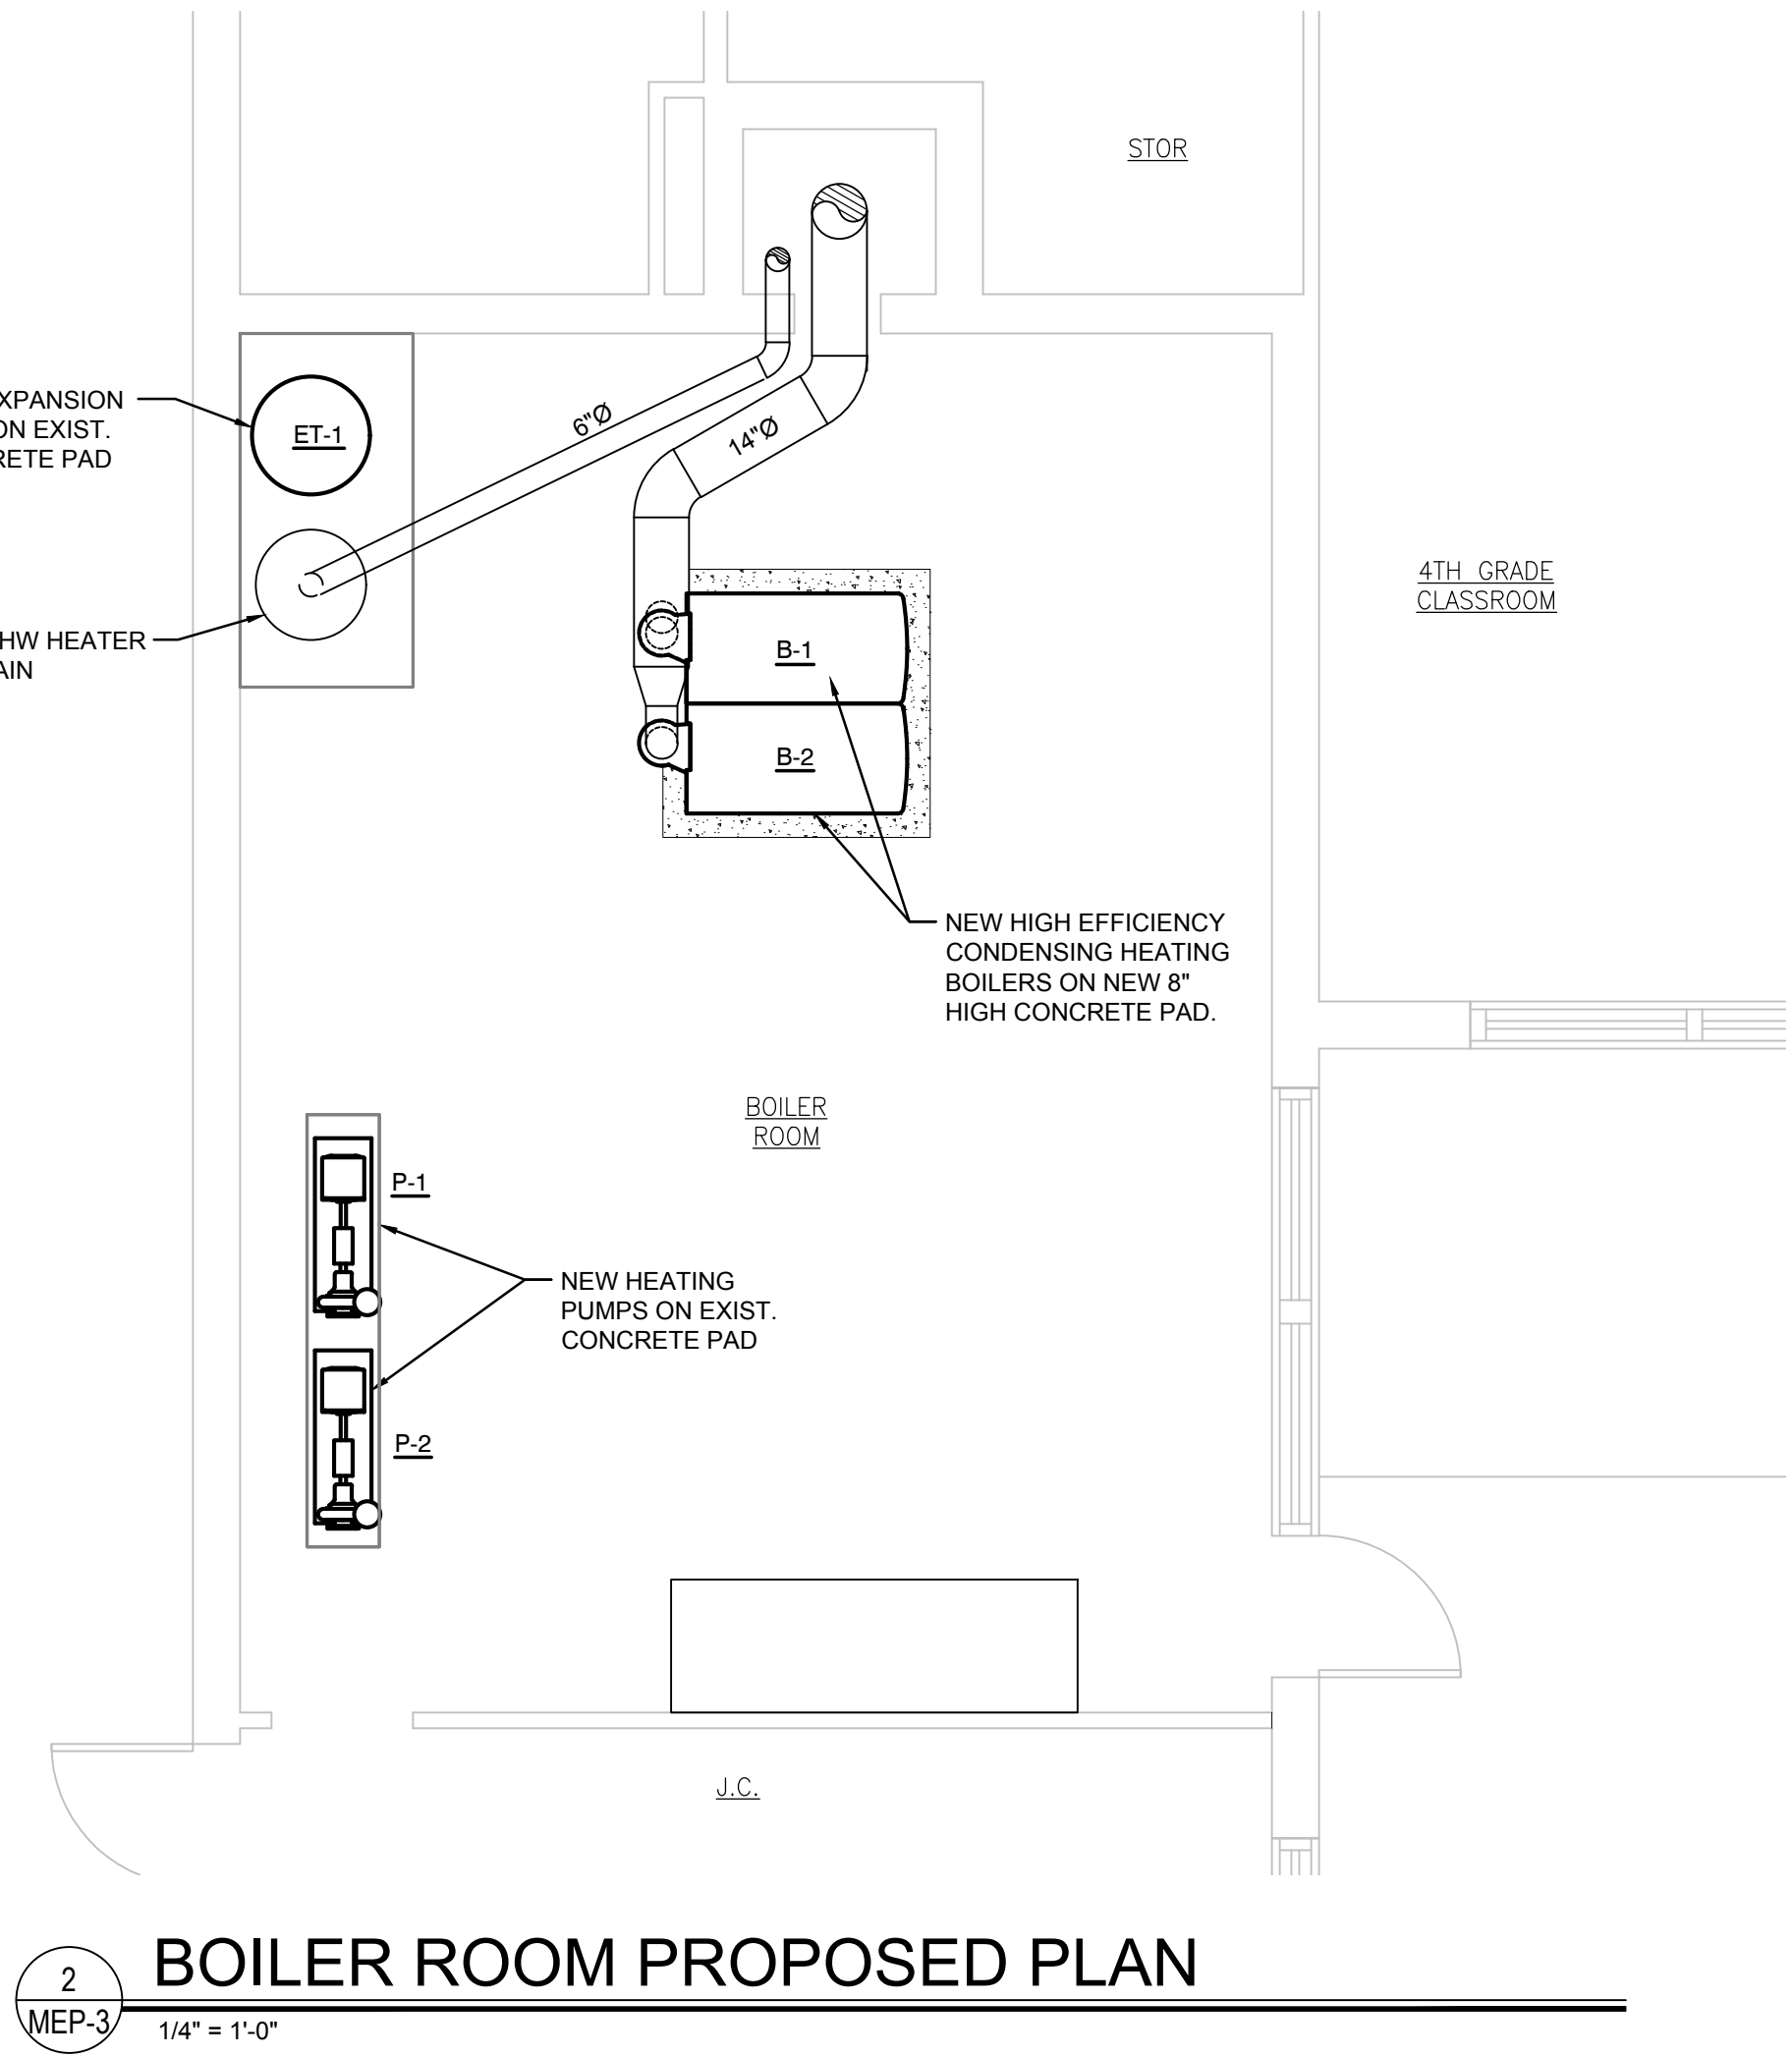 STOR
XPANSION
ON EXIST.
RETE PAD
ET-1
6"Ø
14"Ø
4TH GRADE
CLASSROOM
HW HEATER
AIN
B-1
B-2
NEW HIGH EFFICIENCY
CONDENSING HEATING
BOILERS ON NEW 8"
HIGH CONCRETE PAD.
BOILER
ROOM
P-1
NEW HEATING
PUMPS ON EXIST.
CONCRETE PAD
P-2
J.C.
2
MEP-3
BOILER ROOM PROPOSED PLAN
1/4" = 1'-0"